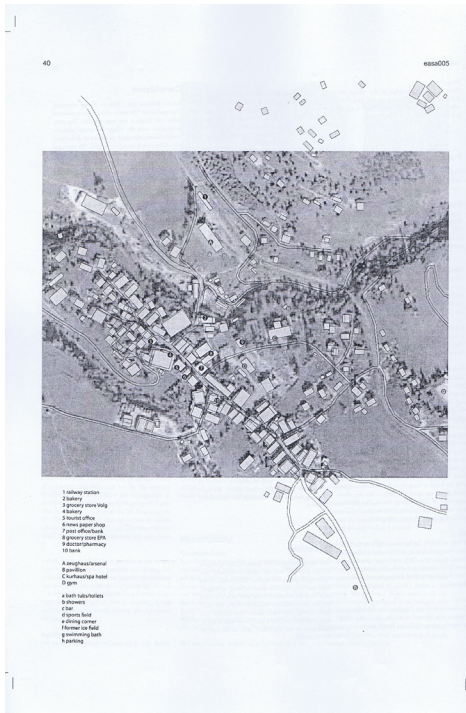 40
easa005
1 railway station
2 bakery
3 grocery store Volg
4 bakery
5 tourist office
6 news paper shop
7 post office/bank
8 grocery store EPA
9 doctor/pharmacy
10 bank
A zeughaus/arsenal
B pavillion
C kurhaus/spa hotel
D gym
a bath tubs/toilets
b showers
c bar
d sports field
e dining corner
f former ice field
g swimming bath
h parking